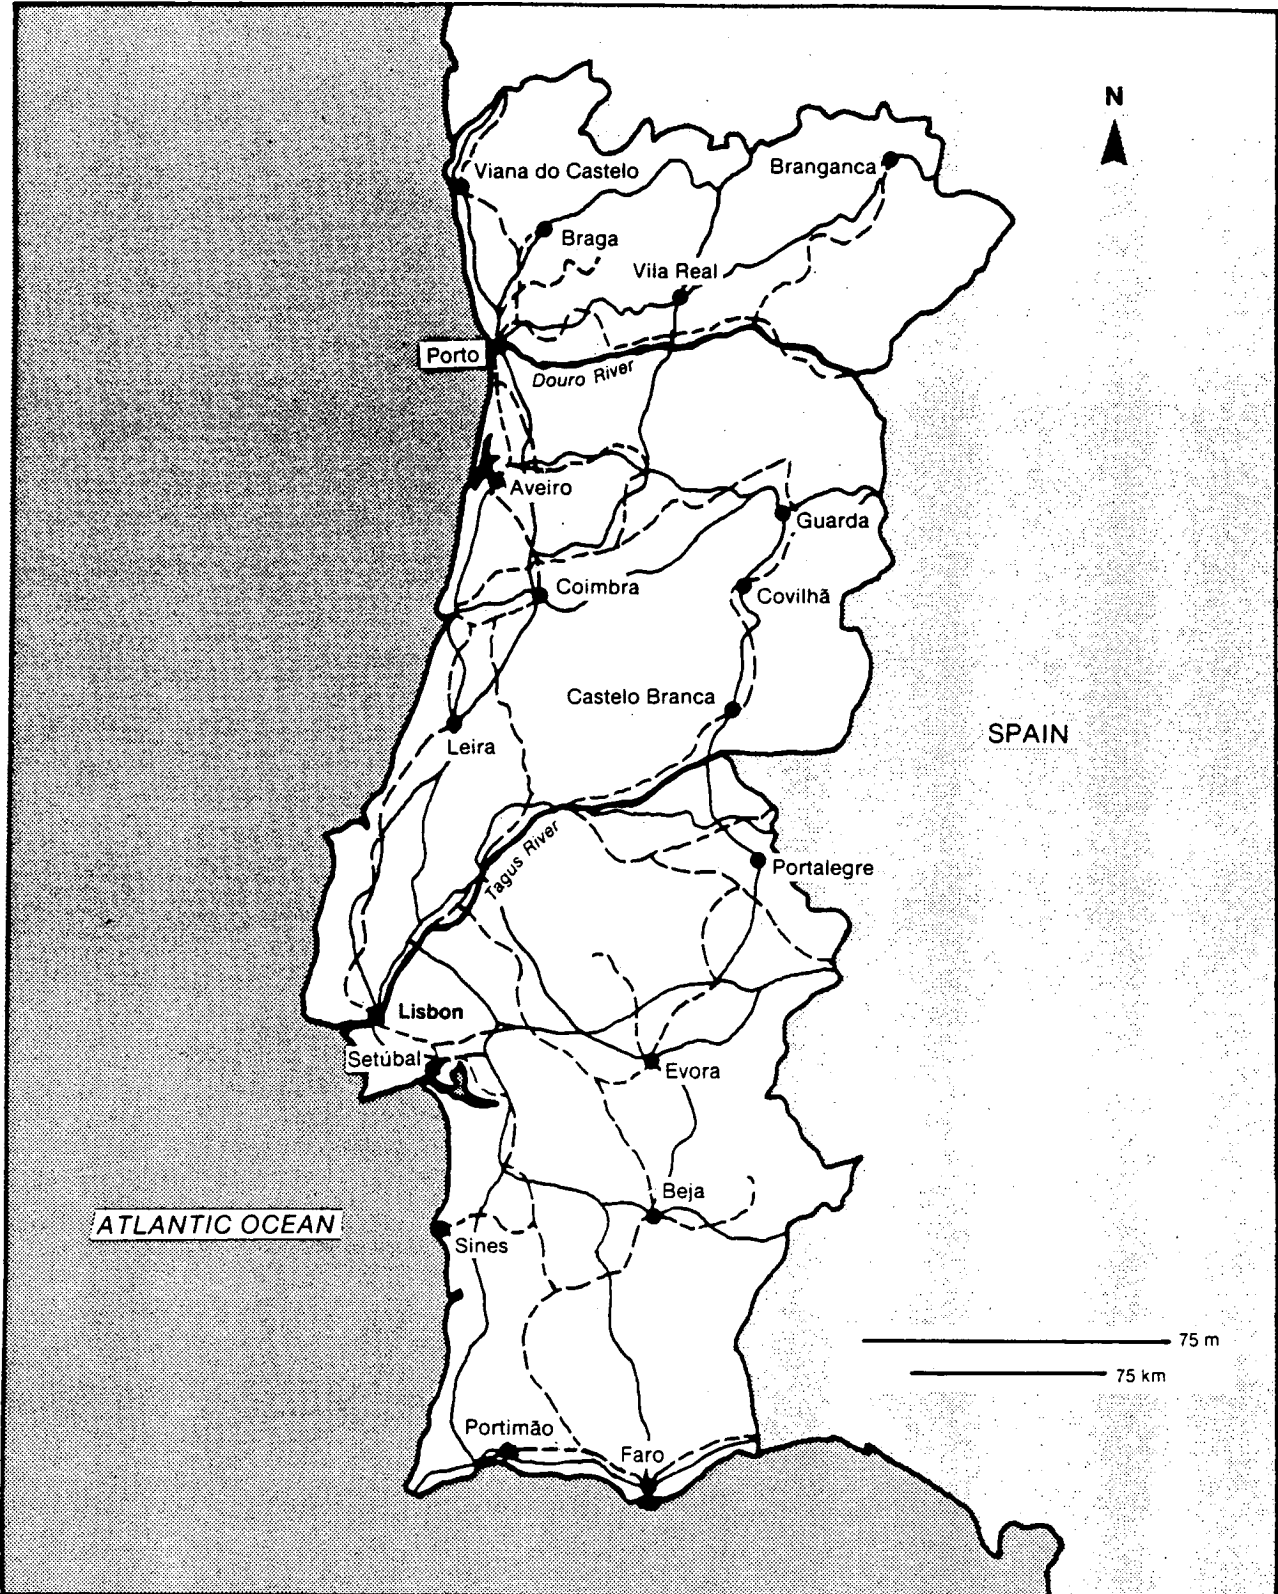 N
Viana do Castelo
Branganca
Braga
Vila Real
Porto
Douro River
Aveiro
Guarda
Coimbra
Covilhã
Castelo Branca
SPAIN
Leira
Tagus River
Portalegre
Lisbon
Setúbal
Evora
Beja
ATLANTIC OCEAN
Sines
75 m
75 km
Portimão
Faro